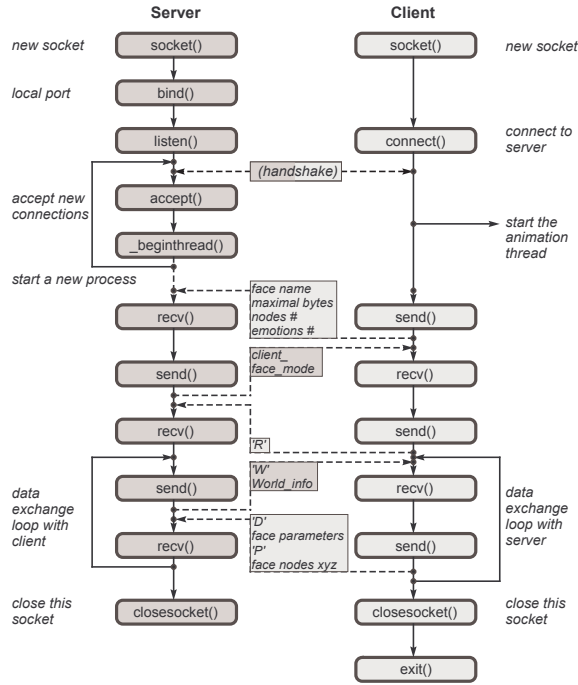 Server
Client
new socket
socket()
socket()
new socket
local port
bind()
listen()
connect()
connect to
server
(handshake)
accept new
connections
accept()
_beginthread()
start the
animation
thread
start a new process
face name
maximal bytes
nodes #
emotions #
recv()
send()
client_
face_mode
send()
recv()
recv()
send()
'R'
'W'
World_info
data
exchange
loop with
client
send()
recv()
data
exchange
loop with
server
'D'
face parameters
'P'
face nodes xyz
recv()
send()
close this
socket
closesocket()
closesocket()
close this
socket
exit()